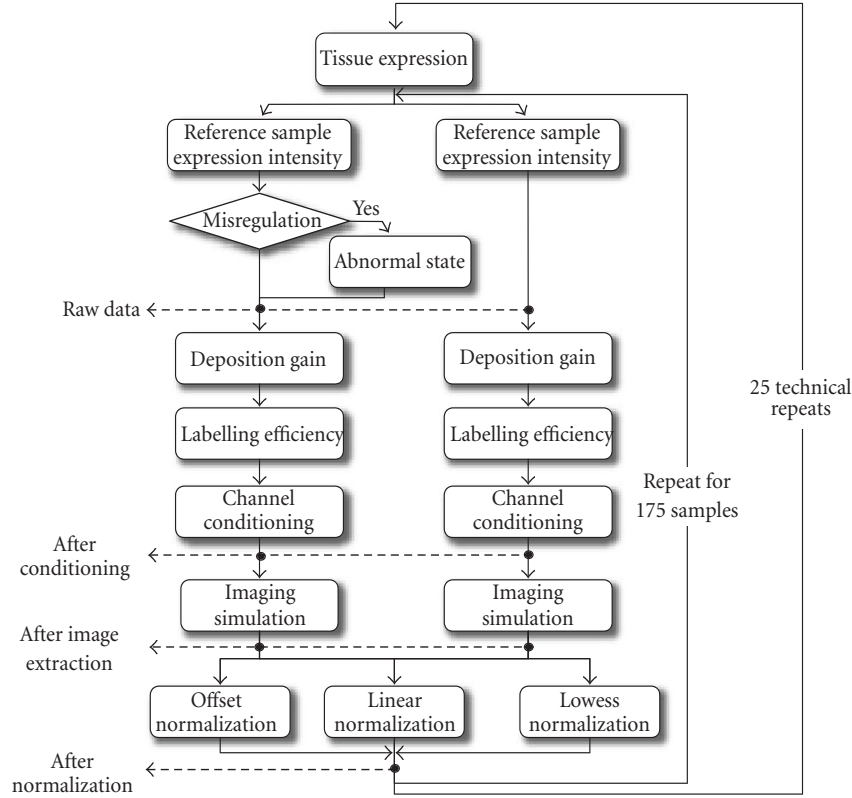 Tissue expression
Reference sample
expression intensity
Reference sample
expression intensity
Misregulation
Yes
Abnormal state
Raw data
Deposition gain
Deposition gain
25 technical
repeats
Labelling efficiency
Labelling efficiency
Repeat for
175 samples
Channel
conditioning
Channel
conditioning
After
conditioning
Imaging
simulation
Imaging
simulation
After image
extraction
Offset
normalization
Linear
normalization
Lowess
normalization
After
normalization